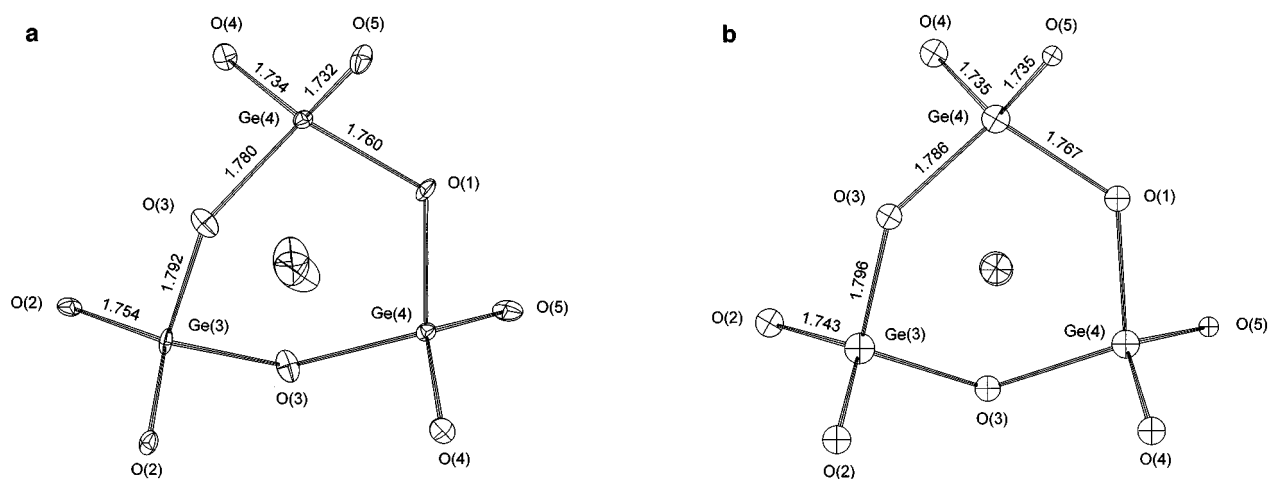 a
O(4)
O(5)
1.734
1.732
Ge(4)
1.760
1.780
O(1)
O(3)
1.792
O(2)
1.754
Ge(3)
Ge(4)
O(5)
O(3)
O(2)
O(4)
b
O(4)
O(5)
1.735
1.735
Ge(4)
1.767
1.786
O(3)
O(1)
1.796
O(2)
1.743
Ge(3)
Ge(4)
O(5)
O(3)
O(2)
O(4)